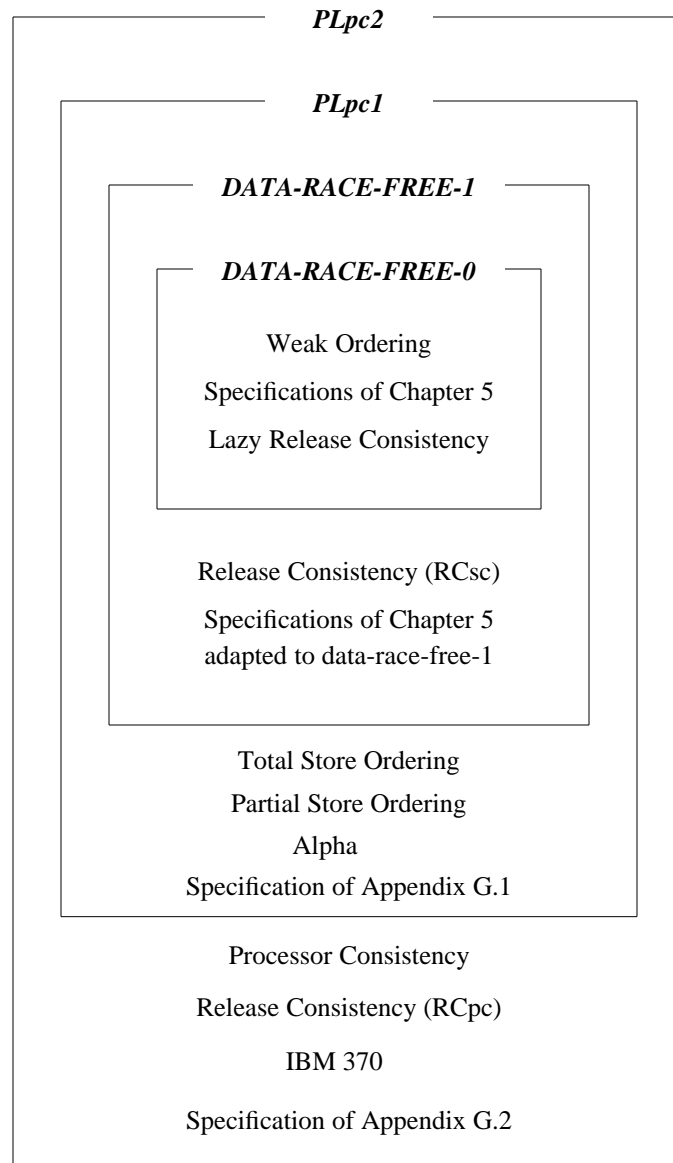 PLpc2
PLpc1
DATA-RACE-FREE-1
DATA-RACE-FREE-0
Weak Ordering
Specifications of Chapter 5
Lazy Release Consistency
Release Consistency (RCsc)
Specifications of Chapter 5
adapted to data-race-free-1
Total Store Ordering
Partial Store Ordering
Alpha
Specification of Appendix G.1
Processor Consistency
Release Consistency (RCpc)
IBM 370
Specification of Appendix G.2